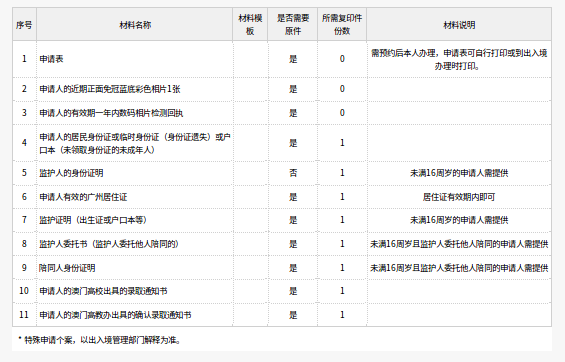 序号 材料名称 材料模板 是否需要原件 所需复印件份数 材料说明
1 申请表 是 0 需预约后本人办理，申请表可自行打印或到出入境办理时打印。
2 申请人的近期正面免冠蓝底彩色相片1张 是 0
3 申请人的有效期一年内数码相片检测回执 是 0
4 申请人的居民身份证或临时身份证（身份证遗失）或户口本（未领取身份证的未成年人） 是 1
5 监护人的身份证明 否 1 未满16周岁的申请人需提供
6 申请人有效的广州居住证 是 1 居住证有效期内即可
7 监护证明（出生证或户口本等） 是 1 未满16周岁的申请人需提供
8 监护人委托书（监护人委托他人陪同的） 是 1 未满16周岁且监护人委托他人陪同的申请人需提供
9 陪同人身份证明 是 1 未满16周岁且监护人委托他人陪同的申请人需提供
10 申请人的澳门高校出具的录取通知书 是 1
11 申请人的澳门高教办出具的确认录取通知书 是 1
* 特殊申请个案，以出入境管理部门解释为准。